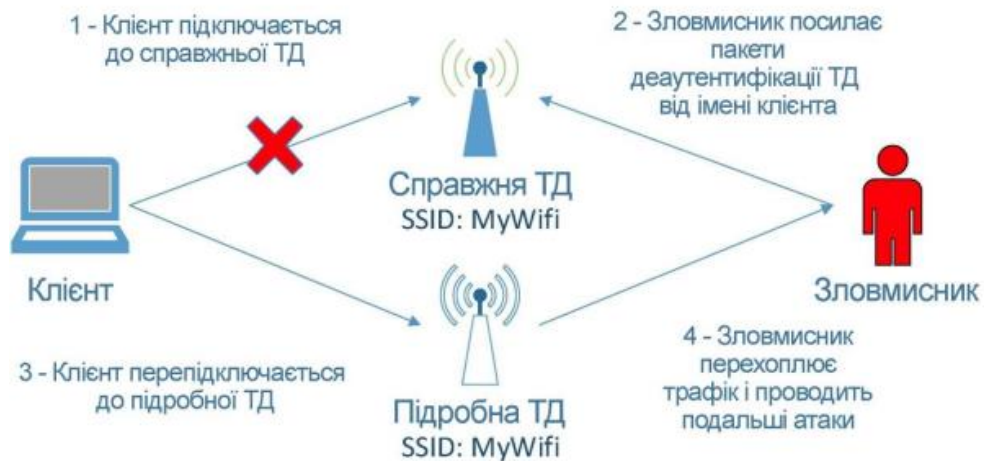 1 - Клієнт підключається
до справжньої ТД
2 - Зловмисник посилає
пакети
деаутентифікації ТД
від імені клієнта
Справжня ТД
SSID: MyWifi
Клієнт
Зловмисник
3 - Клієнт перепідключається
до підробної ТД
Підробна ТД
SSID: MyWifi
4 - Зловмисник
перехоплює
трафік і проводить
подальші атаки